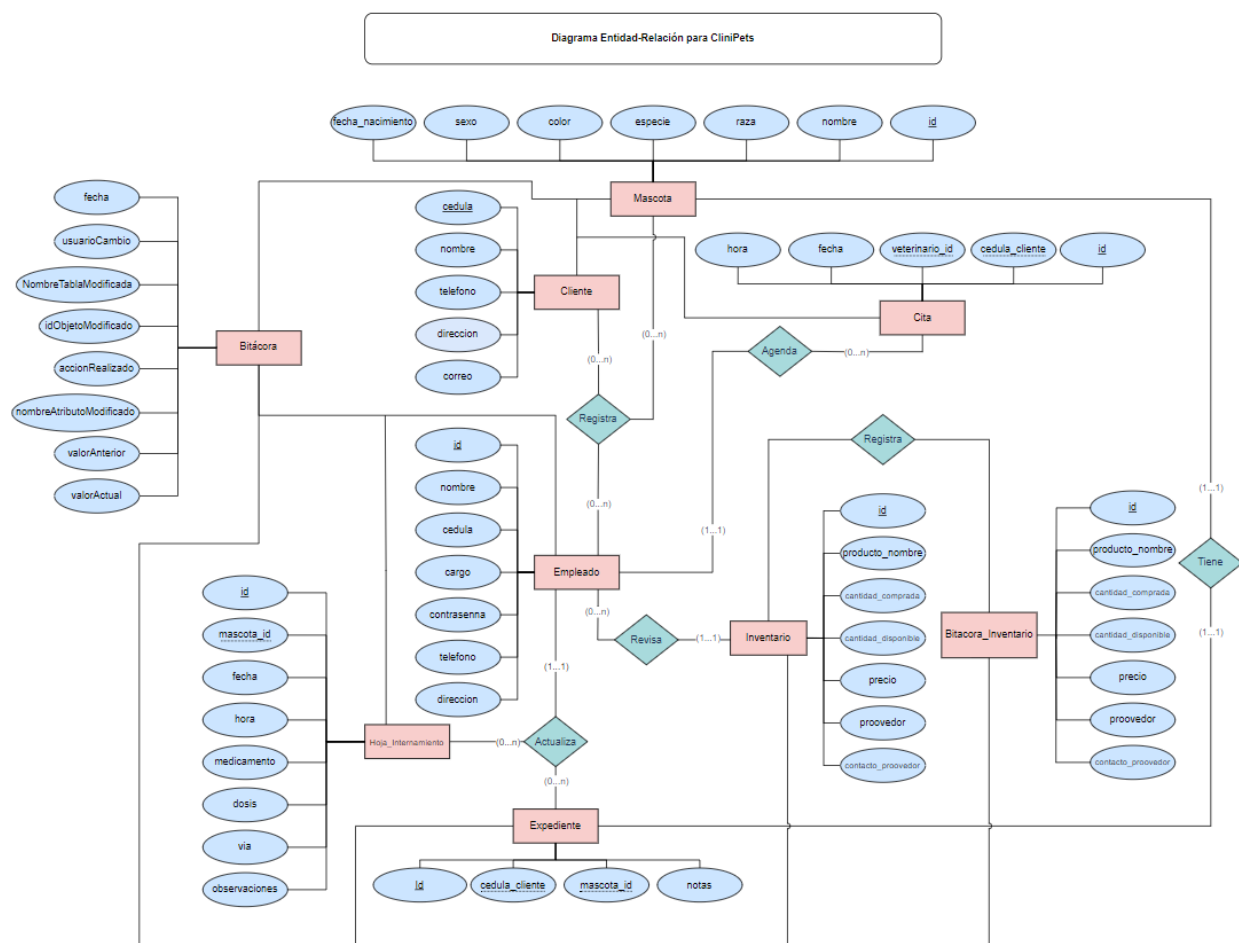 Diagrama Entidad-Relación para CliniPets
fecha_nacimiento
sexo
color
especie
raza
nombre
id
Mascota
fecha
usuarioCambio
NombreTablaModificada
idObjetoModificado
accionRealizado
nombreAtributoModificado
valorAnterior
valorActual
Bitácora
cedula
nombre
telefono
direccion
correo
Cliente
hora
fecha
veterinario_id
cedula_cliente
id
Cita
(0...n)
(0...n)
Agenda
(0...n)
Registra
(0...n)
(1...1)
id
nombre
cedula
cargo
contrasenna
telefono
direccion
Empleado
(0...n)
Revisa
(1...1)
Inventario
Registra
id
producto_nombre
cantidad_comprada
cantidad_disponible
precio
proovedor
contacto_proovedor
Bitacora_Inventario
id
producto_nombre
cantidad_comprada
cantidad_disponible
precio
proovedor
contacto_proovedor
(1...1)
Tiene
(1...1)
id
mascota_id
fecha
hora
medicamento
dosis
via
observaciones
Hoja_Internamiento
(0...n)
(1...1)
Actualiza
(0...n)
Expediente
Id
cedula_cliente
mascota_id
notas